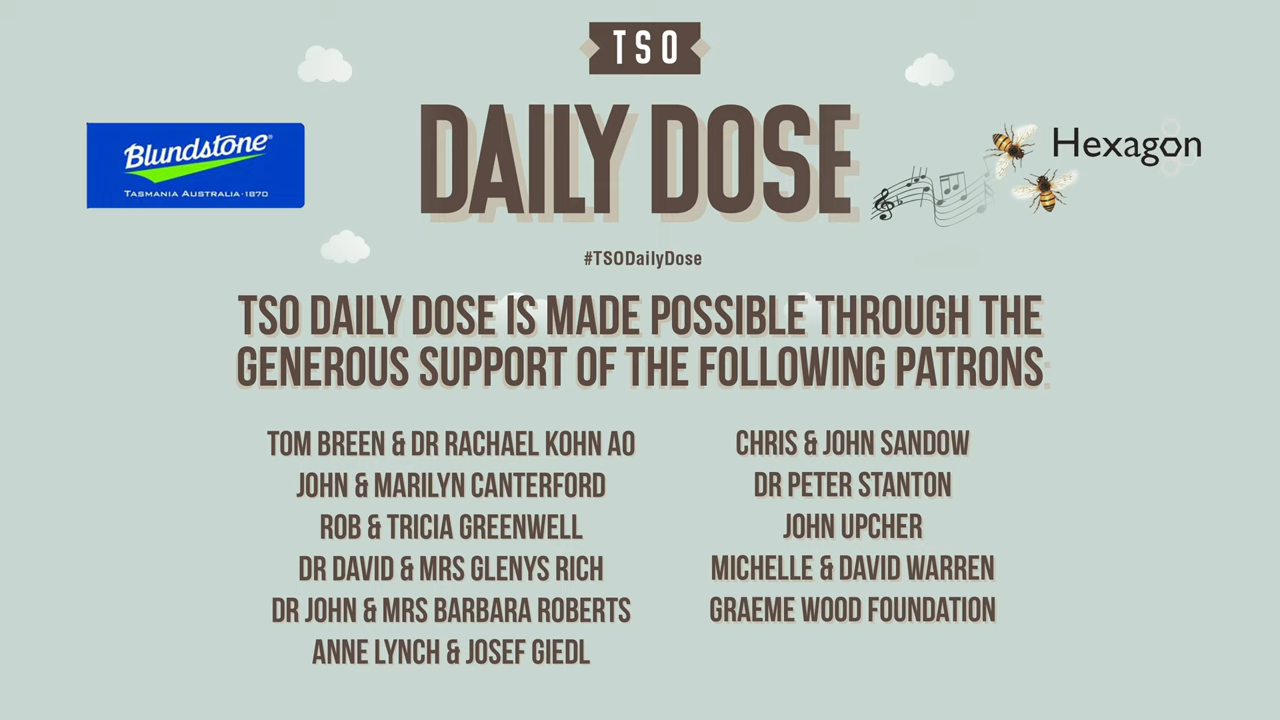 TSO
DAILY DOSE
Blundstone®
TASMANIA AUSTRALIA·1870
Hexagon
#TSODailyDose
TSO DAILY DOSE IS MADE POSSIBLE THROUGH THE
GENEROUS SUPPORT OF THE FOLLOWING PATRONS:
TOM BREEN & DR RACHAEL KOHN AO
JOHN & MARILYN CANTERFORD
ROB & TRICIA GREENWELL
DR DAVID & MRS GLENYS RICH
DR JOHN & MRS BARBARA ROBERTS
ANNE LYNCH & JOSEF GIEDL
CHRIS & JOHN SANDOW
DR PETER STANTON
JOHN UPCHER
MICHELLE & DAVID WARREN
GRAEME WOOD FOUNDATION